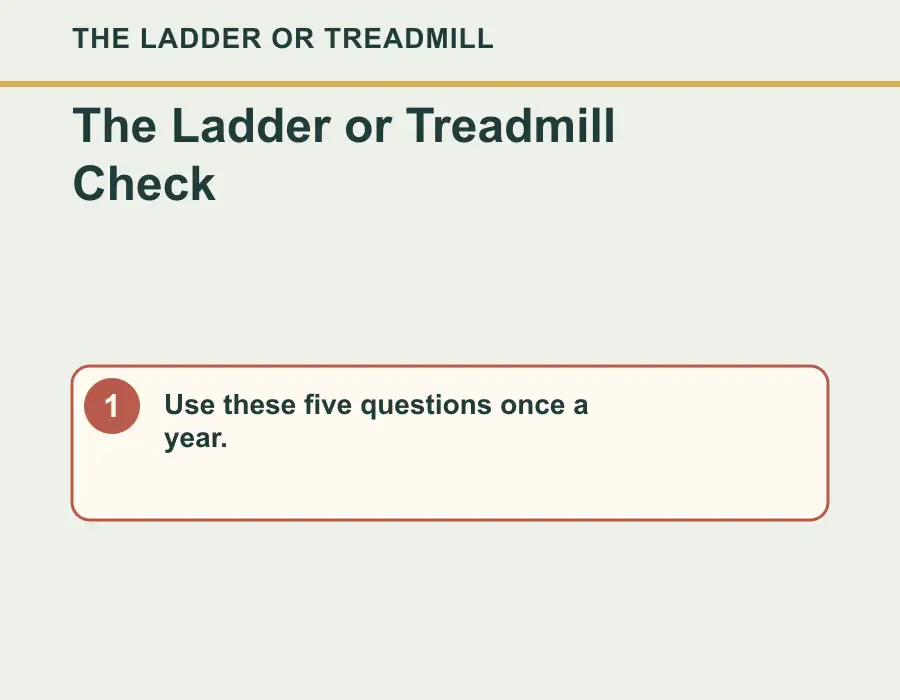 THE LADDER OR TREADMILL
The Ladder or Treadmill
Check
1
Use these five questions once a
year.